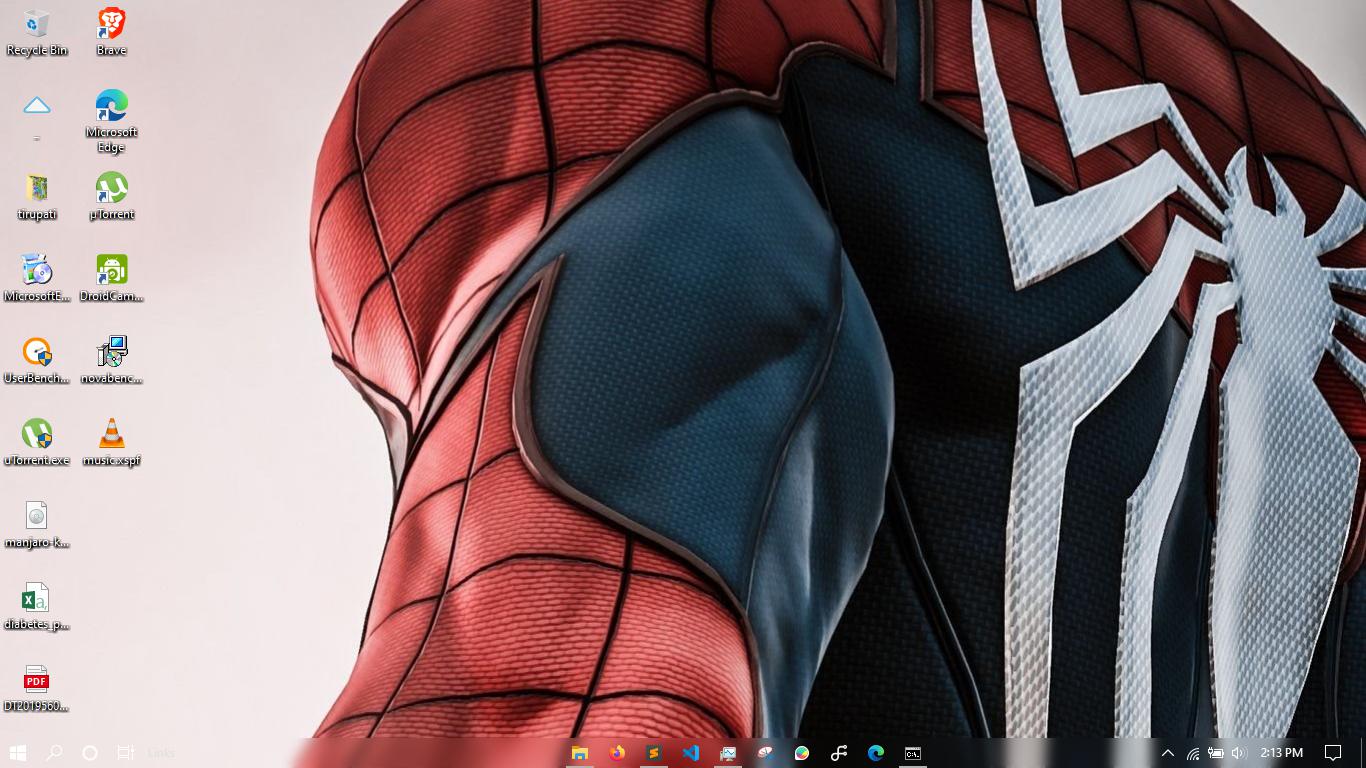 Recycle Bin
Brave
-
Microsoft
Edge
tirupati
µTorrent
MicrosoftE...
DroidCam...
UserBench...
novabenc...
uTorrent.exe
music.xspf
manjaro-k...
diabetes_p...
DT2019560...
PDF
Links
2:13 PM